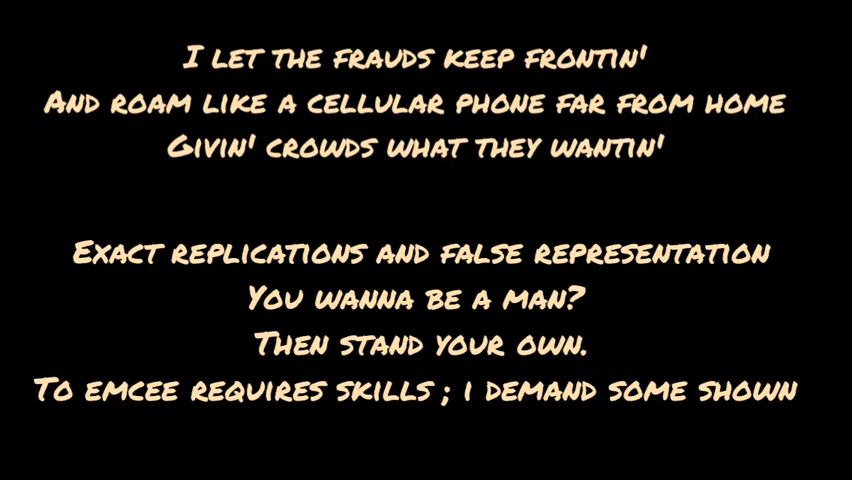 I LET THE FRAUDS KEEP FRONTIN'
AND ROAM LIKE A CELLULAR PHONE FAR FROM HOME
GIVIN' CROWDS WHAT THEY WANTIN'
EXACT REPLICATIONS AND FALSE REPRESENTATION
YOU WANNA BE A MAN?
THEN STAND YOUR OWN.
TO EMCEE REQUIRES SKILLS ; I DEMAND SOME SHOWN